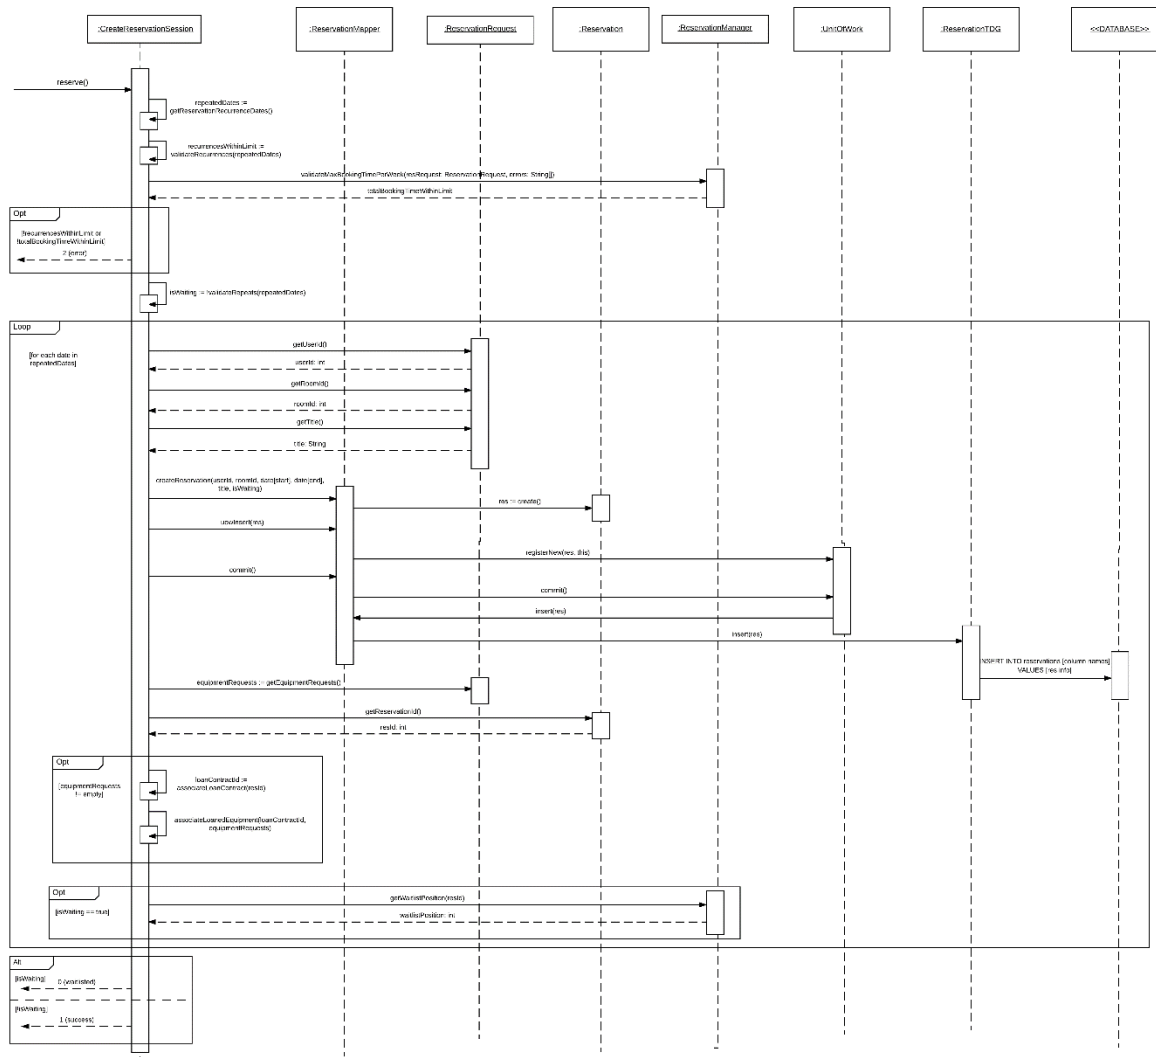 :CreateReservationSession
:ReservationMapper
:ReservationRequest
:Reservation
:ReservationManager
:UnitOfWork
:ReservationTDG
<<DATABASE>>
reserve()
repeatedDates :=
getReservationRecurrenceDates()
recurrencesWithinLimit :=
validateRecurrences(repeatedDates)
validateMaxBookingTimePerWeek(resRequest: ReservationRequest, errors: String[])
totalBookingTimeWithinLimit
Opt
[!recurrencesWithinLimit or
!totalBookingTimeWithinLimit]
2 (error)
isWaiting := !validateRepeats(repeatedDates)
Loop
[for each date in
repeatedDates]
getUserId()
userId: int
getRoomId()
roomId: int
getTitle()
title: String
createReservation(userId, roomId, date[start], date[end],
title, isWaiting)
res := create()
uowInsert(res)
registerNew(res, this)
commit()
commit()
insert(res)
insert(res)
INSERT INTO reservations [column names]
VALUES [res info]
equipmentRequests := getEquipmentRequests()
getReservationId()
resId: int
Opt
[equipmentRequests
!= empty]
loanContractId :=
associateLoanContract(resId)
associateLoanedEquipment(loanContractId,
equipmentRequests)
Opt
[isWaiting == true]
getWaitlistPosition(resId)
waitlistPosition: int
Alt
[isWaiting]
0 (waitlisted)
[!isWaiting]
1 (success)